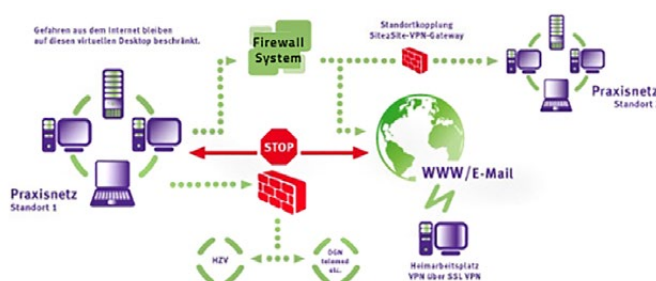 Gefahren aus dem Internet bleiben
auf diesen virtuellen Desktop beschränkt.
Firewall
System
Standortkopplung
Site2Site-VPN-Gateway
Praxisnetz
Standort
STOP
WWW/E-Mail
Praxisnetz
Standort 1
HZV
DGN
telemed
etc.
Heimarbeitsplatz
VPN über SSL VPN